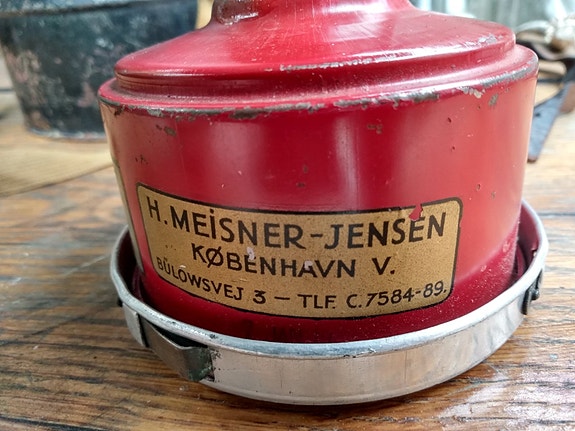 H. MEISNER-JENSEN
KØBENHAVN V.
BÜLOWSVEJ 3 – TLF. C. 7584-89.